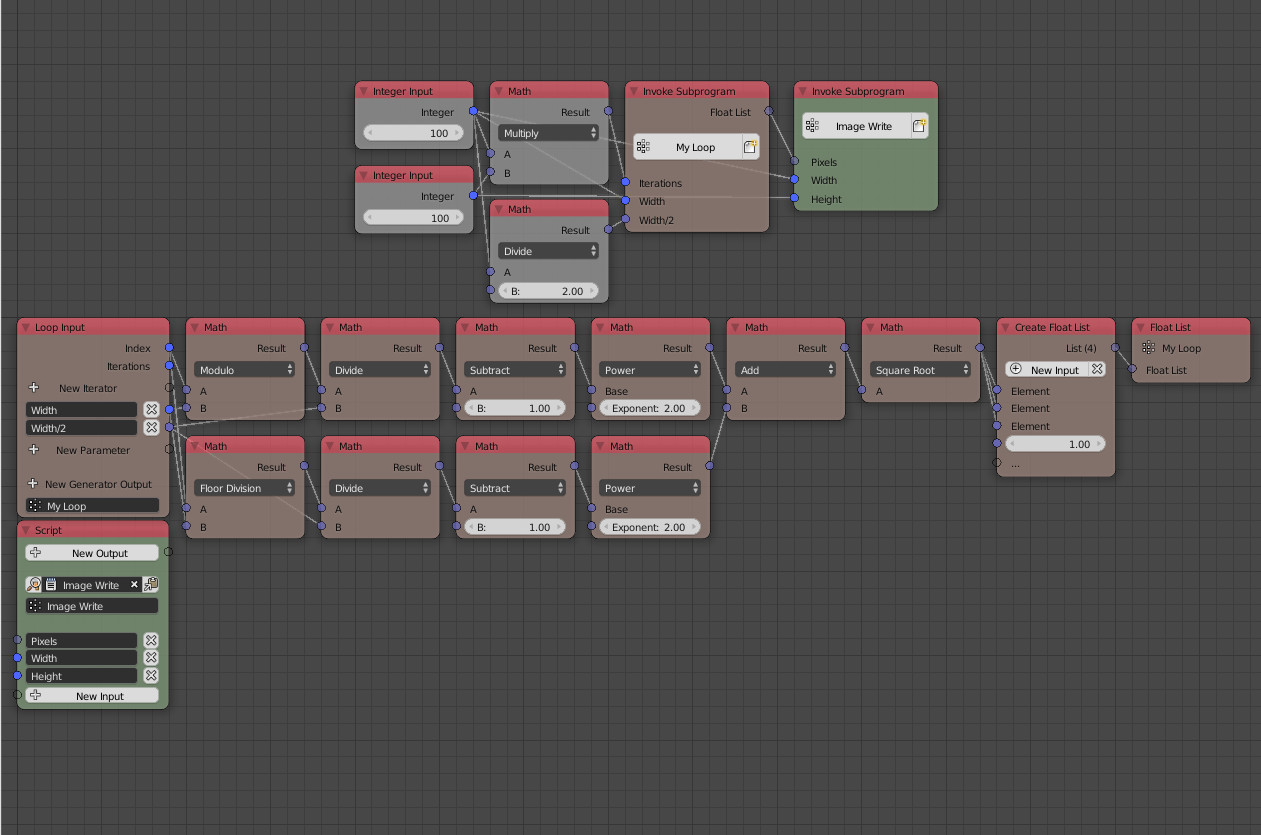 Integer Input
Integer
100
Integer Input
Integer
100
Math
Result
Multiply
A
B
Math
Result
Divide
A
B: 2.00
Invoke Subprogram
Float List
My Loop
Iterations
Width
Width/2
Invoke Subprogram
Image Write
Pixels
Width
Height
Loop Input
Index
Iterations
New Iterator
Width
Width/2
New Parameter
New Generator Output
My Loop
Math
Result
Modulo
A
B
Math
Result
Divide
A
B
Math
Result
Subtract
A
B: 1.00
Math
Result
Power
Base
Exponent: 2.00
Math
Result
Add
A
B
Math
Result
Square Root
A
Create Float List
List (4)
New Input
Element
Element
Element
1.00
...
Float List
My Loop
Float List
Math
Result
Floor Division
A
B
Math
Result
Divide
A
B
Math
Result
Subtract
A
B: 1.00
Math
Result
Power
Base
Exponent: 2.00
Script
New Output
Image Write
Image Write
Pixels
Width
Height
New Input